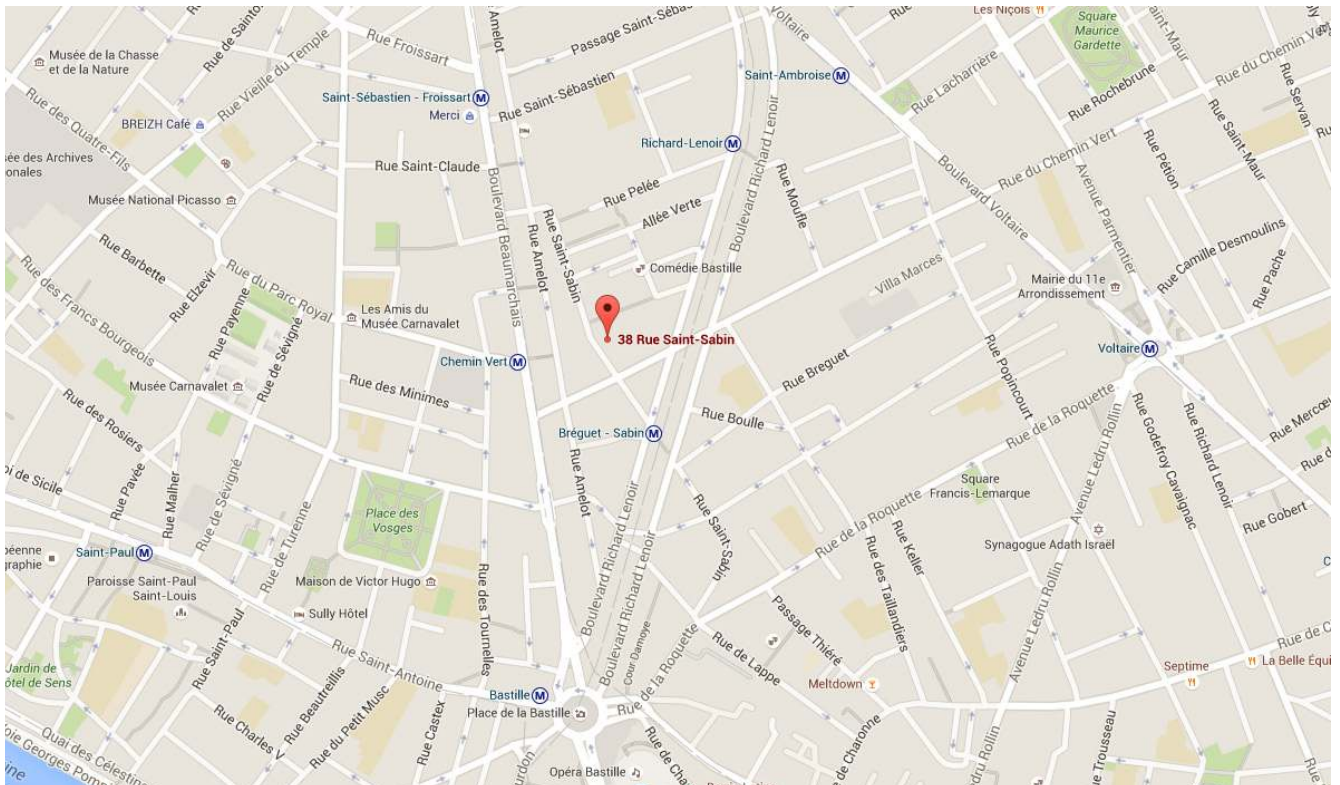 Les Niçois
Rue de Saintonge
Rue Froissart
Rue Amelot
Passage Saint-Sébastien
Voltaire
Square
Maurice
Gardette
Saint-Maur
Musée de la Chasse
et de la Nature
Rue Vieille du Temple
Saint-Ambroise
Rue Lacharrière
Rue du Chemin Vert
Saint-Sébastien - Froissart
Rue Saint-Sébastien
Rue Rochebrune
Rue Servan
Rue des Quatre-Fils
BREIZH Café
Merci
Richard-Lenoir
Boulevard Richard Lenoir
Rue Saint-Maur
Rue Saint-Claude
Rue du Chemin Vert
Rue Pétion
Musée National Picasso
Rue Pelée
Allée Verte
Rue Moufle
Boulevard Voltaire
Avenue Parmentier
Boulevard Beaumarchais
Rue Saint-Sabin
Rue Amelot
Boulevard Richard Lenoir
Rue Camille Desmoulins
Rue Barbette
Rue Elzevir
Rue du Parc Royal
Comédie Bastille
Villa Marces
Mairie du 11e
Arrondissement
Rue Pache
Rue des Francs Bourgeois
Rue Payenne
Rue de Sévigné
Les Amis du
Musée Carnavalet
38 Rue Saint-Sabin
Chemin Vert
Voltaire
Musée Carnavalet
Rue des Minimes
Rue Breguet
Rue Popincourt
Rue des Rosiers
Rue Boulle
Rue de la Roquette
Bréguet - Sabin
Rue Pavée
Rue Malher
Rue de Sévigné
Rue Amelot
Square
Francis-Lemarque
Avenue Ledru Rollin
Rue Godefroy Cavaignac
Rue Richard Lenoir
Rue Mercœur
Place des
Vosges
Rue de Turenne
Rue Saint-Sabin
Rue de la Roquette
Rue Gobert
Saint-Paul
Synagogue Adath Israël
Paroisse Saint-Paul
Saint-Louis
Maison de Victor Hugo
Rue des Tournelles
Boulevard Richard Lenoir
Boulevard Richard Lenoir
Cour Damoye
Rue Keller
Rue des Taillandiers
Sully Hôtel
Passage Thiéré
Rue Saint-Paul
Rue Saint-Antoine
Rue de la Roquette
Rue de Lappe
Avenue Ledru Rollin
Septime
La Belle Équi
Jardin de
Rue Beautreillis
Rue du Petit Musc
Bastille
Place de la Bastille
Meltdown
Rue Charles V
Rue Castex
Rue de Charonne
Rue Trousseau
Quai des Célestins
Opéra Bastille